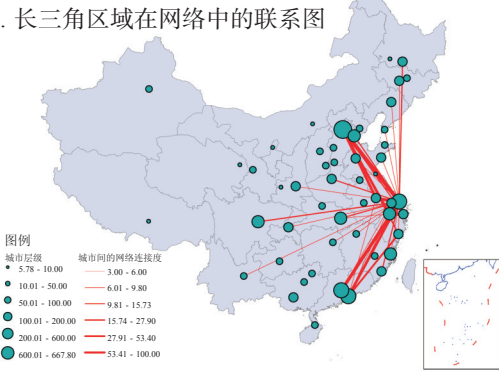 . 长三角区域在网络中的联系图
图例
城市层级 城市间的网络连接度
5.78 - 10.00 3.00 - 6.00
10.01 - 50.00 6.01 - 9.80
50.01 - 100.00 9.81 - 15.73
100.01 - 200.00 15.74 - 27.90
200.01 - 600.00 27.91 - 53.40
600.01 - 667.80 53.41 - 100.00